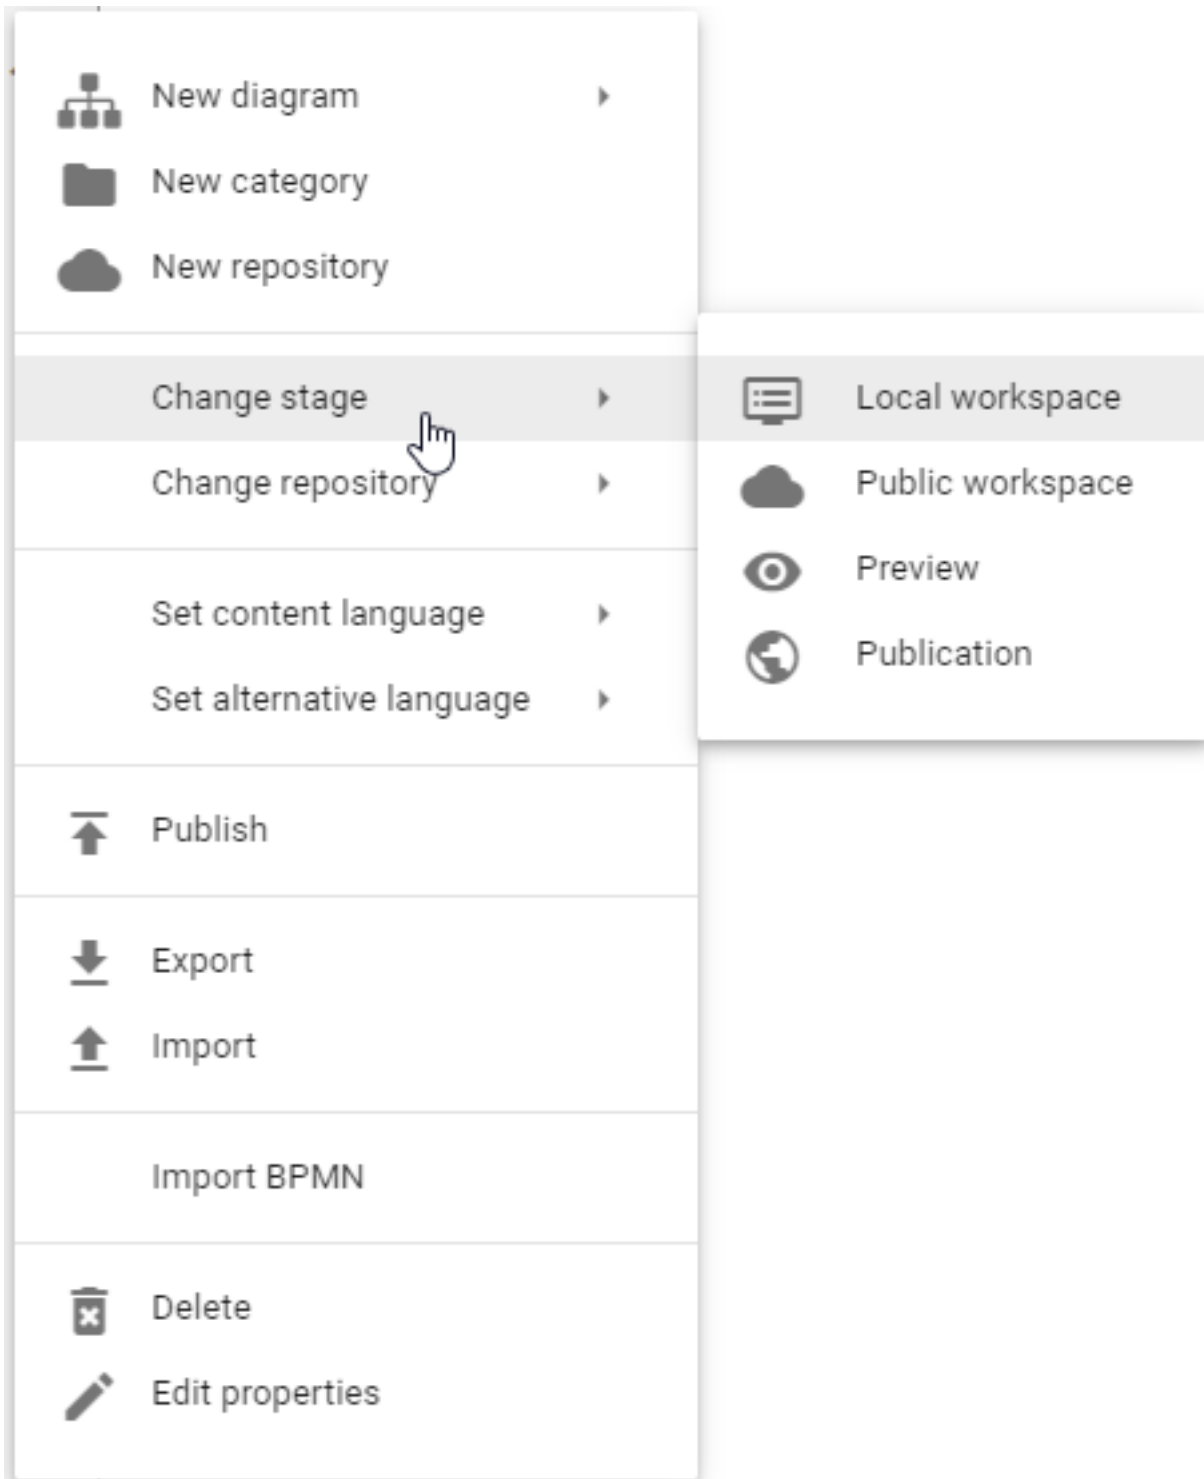 New diagram
New category
New repository
Change stage
Change repository
Set content language
Set alternative language
Publish
Export
Import
Import BPMN
Delete
Edit properties
Local workspace
Public workspace
Preview
Publication